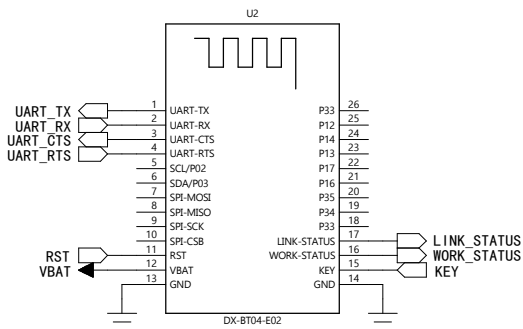 U2
UART_TX 1 UART-TX P33 26
UART_RX 2 UART-RX P12 25
UART_CTS 3 UART-CTS P14 24
UART_RTS 4 UART-RTS P13 23
5 SCL/P02 P17 22
6 SDA/P03 P16 21
7 SPI-MOSI P35 20
8 SPI-MISO P34 19
9 SPI-SCK P33 18
10 SPI-CSB LINK-STATUS 17 LINK_STATUS
RST 11 RST WORK-STATUS 16 WORK_STATUS
VBAT 12 VBAT KEY 15 KEY
13 GND GND 14
DX-BT04-E02